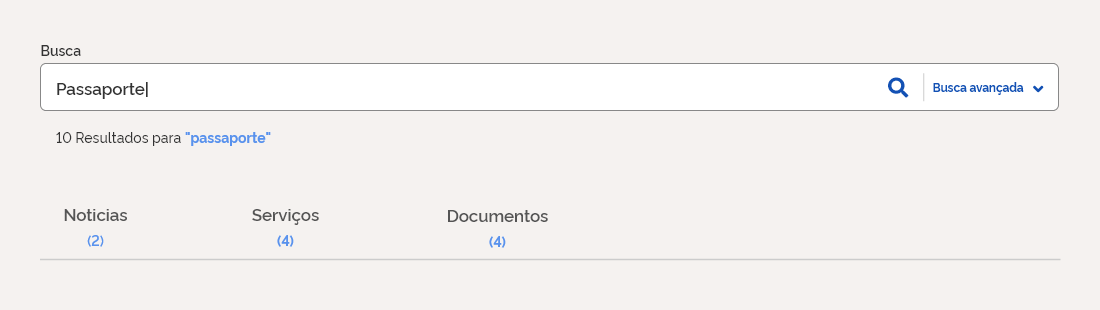 Busca
Passaporte
Busca avançada
10 Resultados para "passaporte"
Noticias Serviços Documentos
(2) (4) (4)